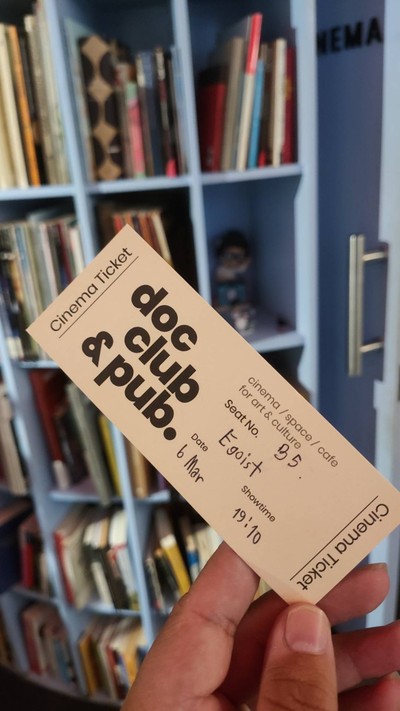 NEMA
Cinema Ticket
doc
club
& pub.
cinema / space / cafe
for art & culture
Seat No. B5.
Egoist
Date
6 Mar
Showtime
19:10
Cinema Ticket